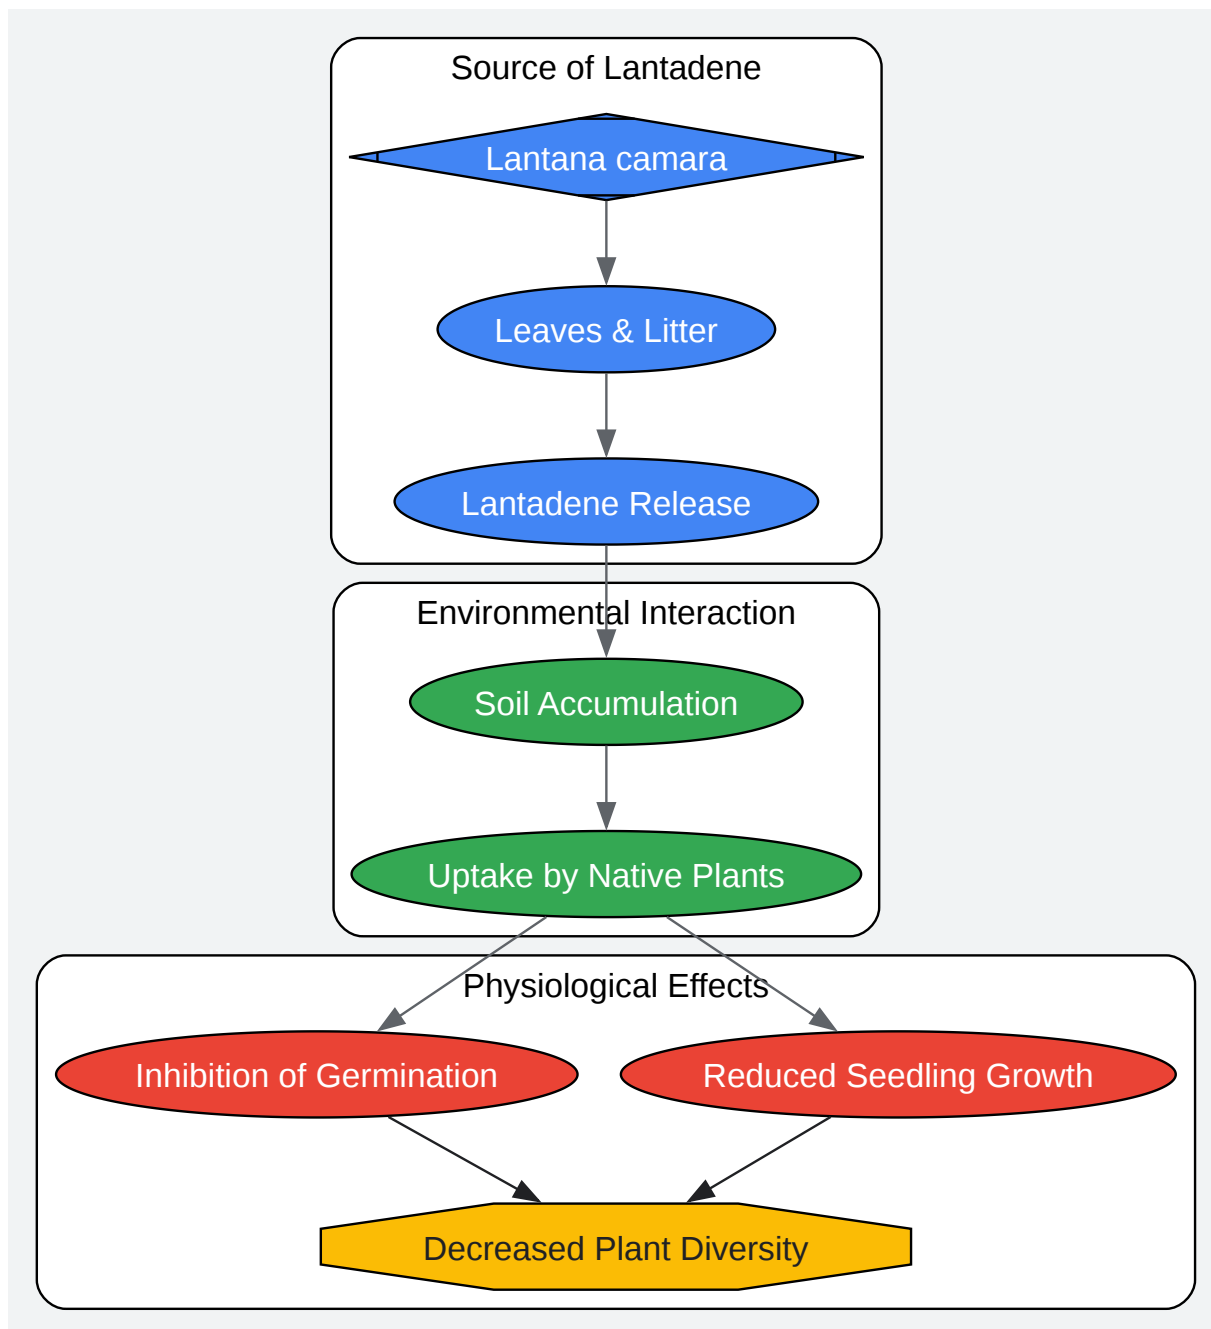 Source of Lantadene
Lantana camara
Leaves & Litter
Lantadene Release
Environmental Interaction
Soil Accumulation
Uptake by Native Plants
Physiological Effects
Inhibition of Germination
Reduced Seedling Growth
Decreased Plant Diversity